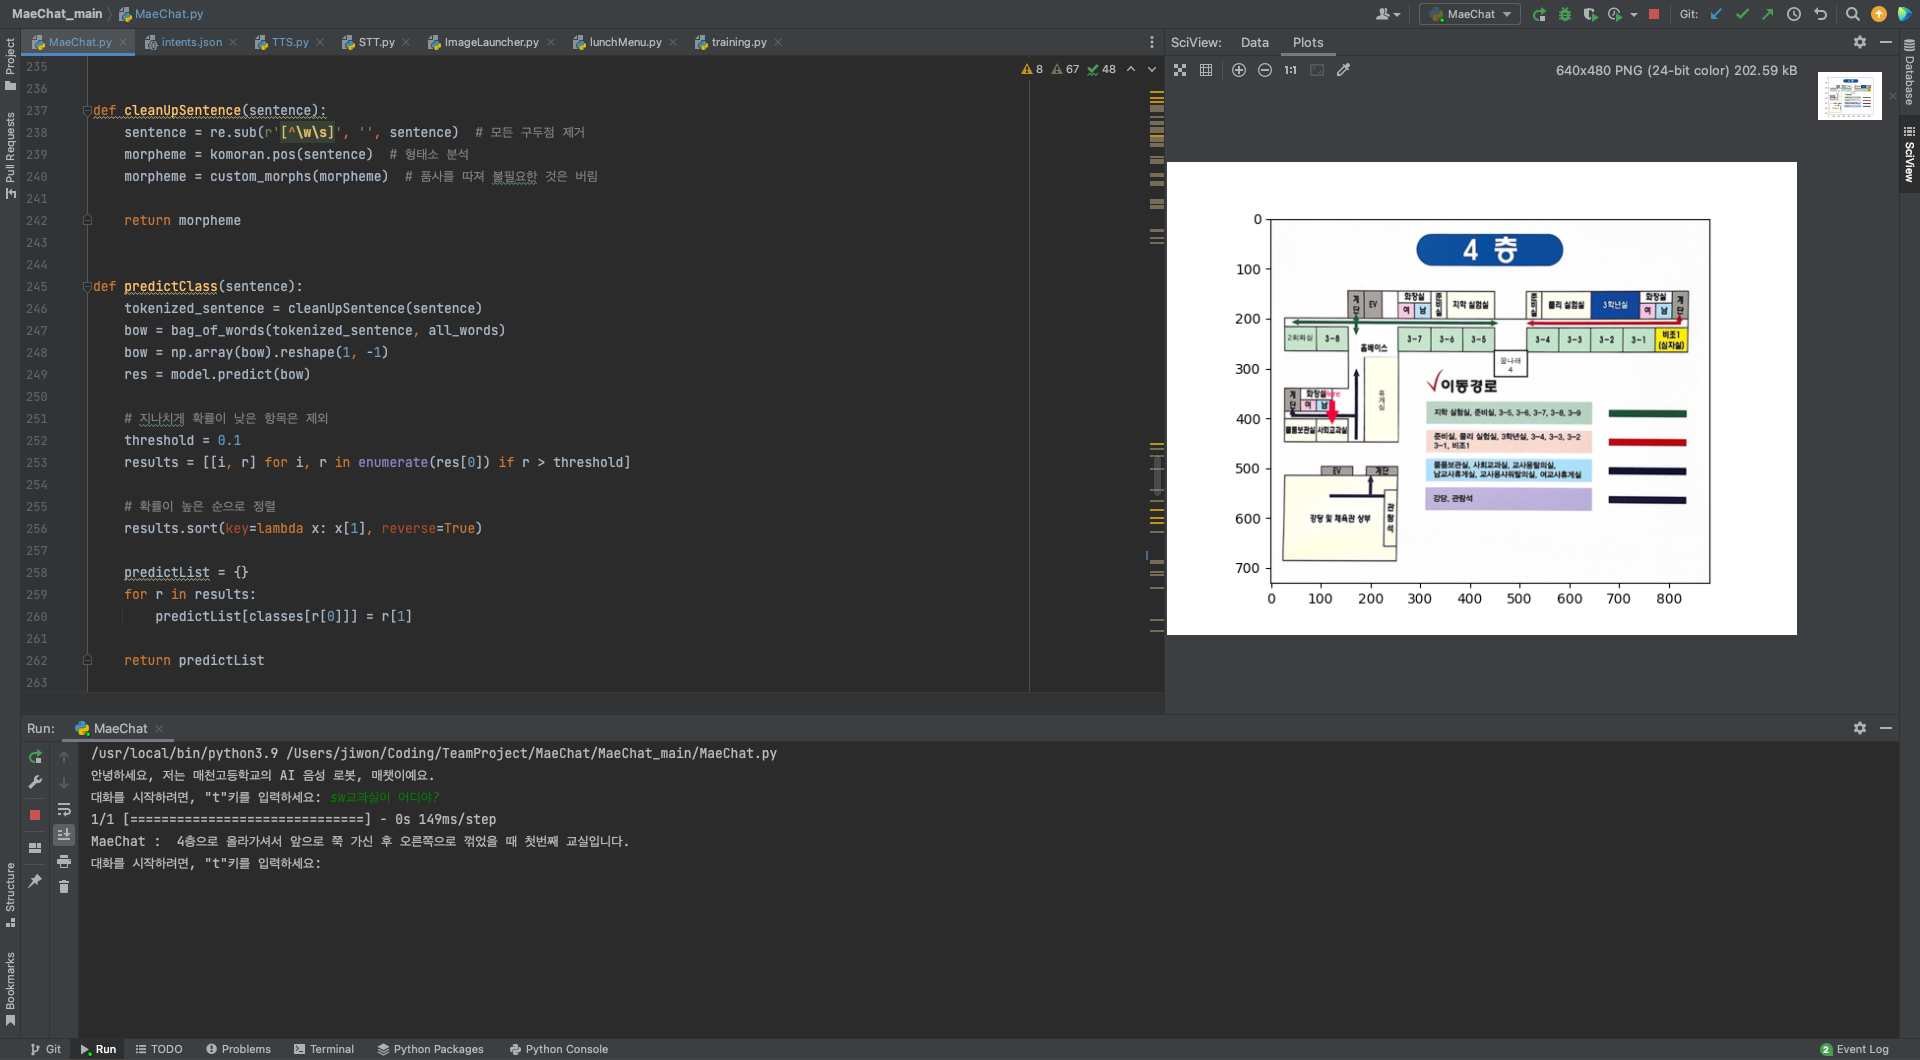 MaeChat_main
MaeChat.py
MaeChat
Git:
MaeChat.py
intents.json
TTS.py
STT.py
ImageLauncher.py
lunchMenu.py
training.py
SciView:
Data
Plots
Project
Pull Requests
Structure
Bookmarks
Database
SciView
8
67
48
1:1
640x480 PNG (24-bit color) 202.59 kB
235
236
237 def cleanUpSentence(sentence):
238 sentence = re.sub(r'[^\w\s]', '', sentence)  # 모든 구두점 제거
239 morpheme = komoran.pos(sentence)  # 형태소 분석
240 morpheme = custom_morphs(morpheme)  # 품사를 따져 불필요한 것은 버림
241
242 return morpheme
243
244
245 def predictClass(sentence):
246 tokenized_sentence = cleanUpSentence(sentence)
247 bow = bag_of_words(tokenized_sentence, all_words)
248 bow = np.array(bow).reshape(1, -1)
249 res = model.predict(bow)
250
251 # 지나치게 확률이 낮은 항목은 제외
252 threshold = 0.1
253 results = [[i, r] for i, r in enumerate(res[0]) if r > threshold]
254
255 # 확률이 높은 순으로 정렬
256 results.sort(key=lambda x: x[1], reverse=True)
257
258 predictList = {}
259 for r in results:
260 predictList[classes[r[0]]] = r[1]
261
262 return predictList
263
0
100
200
300
400
500
600
700
0 100 200 300 400 500 600 700 800
4 층
계단
EV
화장실
여 남
준비실
지학 실험실
준비실
물리 실험실
3학년실
화장실
여 남
계단
2회의실
3-8
3-7
3-6
3-5
3-4
3-3
3-2
3-1
비조1
(심자실)
홈베이스
꿈나래
4
휴게실
계단
화장실
여 남
물품보관실
사회교과실
이동경로
지학 실험실, 준비실, 3-5, 3-6, 3-7, 3-8, 3-9
준비실, 물리 실험실, 3학년실, 3-4, 3-3, 3-2
3-1, 비조1
물품보관실, 사회교과실, 교사용탈의실,
남교사휴게실, 교사용샤워탈의실, 여교사휴게실
강당, 관람석
EV
계단
강당 및 체육관 상부
관람석
Run:
MaeChat
/usr/local/bin/python3.9 /Users/jiwon/Coding/TeamProject/MaeChat/MaeChat_main/MaeChat.py
안녕하세요, 저는 매천고등학교의 AI 음성 로봇, 매챗이예요.
대화를 시작하려면, "t"키를 입력하세요: sw교과실이 어디야?
1/1 [==============================] - 0s 149ms/step
MaeChat :  4층으로 올라가셔서 앞으로 쭉 가신 후 오른쪽으로 꺾었을 때 첫번째 교실입니다.
대화를 시작하려면, "t"키를 입력하세요:
Git
Run
TODO
Problems
Terminal
Python Packages
Python Console
2 Event Log